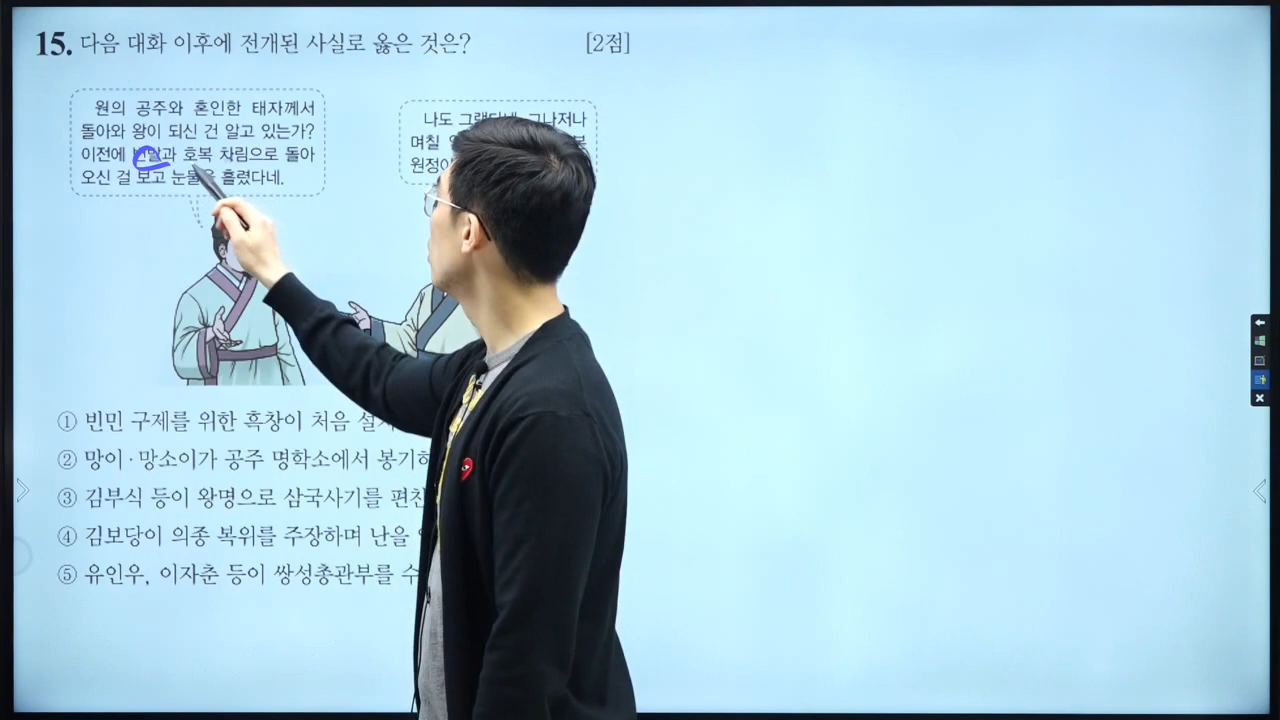 15. 다음 대화 이후에 전개된 사실로 옳은 것은? [2점]
원의 공주와 혼인한 태자께서
돌아와 왕이 되신 건 알고 있는가?
이전에 변발과 호복 차림으로 돌아
오신 걸 보고 눈물을 흘렸다네.
나도 그랬다네. 그나저나
며칠
원정이
① 빈민 구제를 위한 흑창이 처음
② 망이·망소이가 공주 명학소에서
③ 김부식 등이 왕명으로 삼국사기를
④ 김보당이 의종 복위를 주장하며 난을
⑤ 유인우, 이자춘 등이 쌍성총관부를